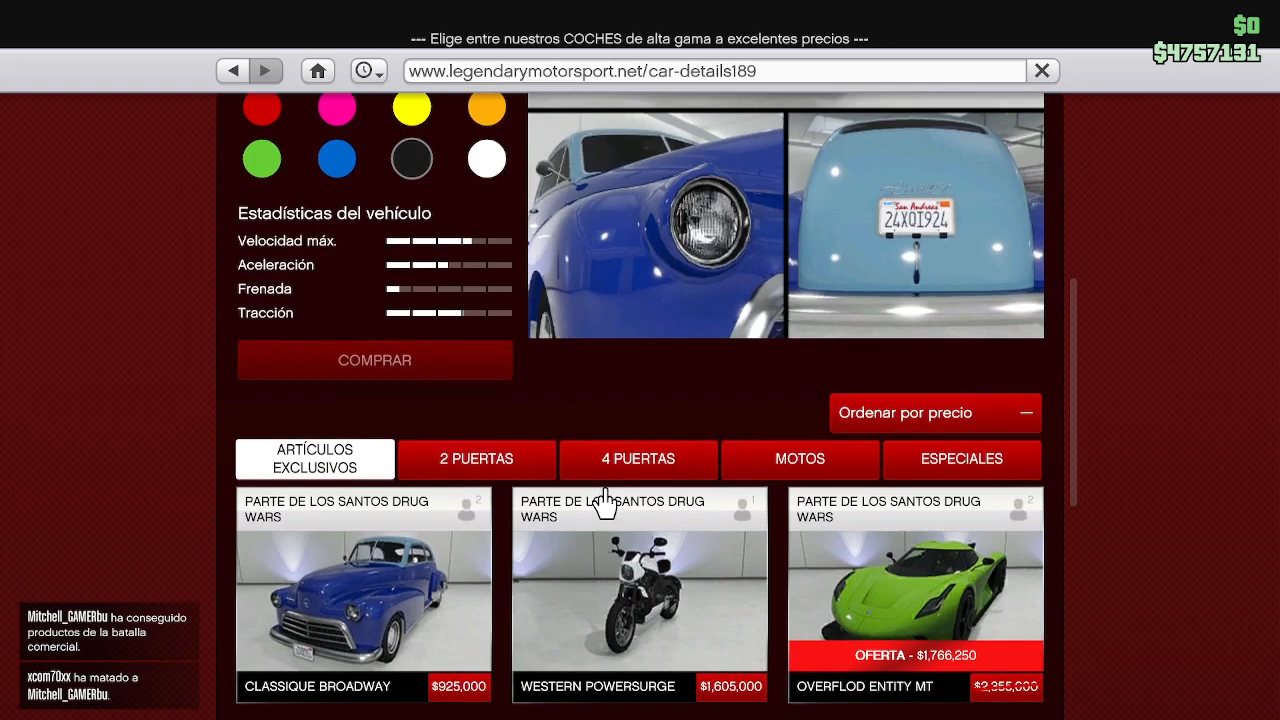 --- Elige entre nuestros COCHES de alta gama a excelentes precios ---
$0
$4757131
www.legendarymotorsport.net/car-details189
Estadísticas del vehículo
Velocidad máx.
Aceleración
Frenada
Tracción
COMPRAR
San Andreas
24XQI924
Ordenar por precio
ARTÍCULOS
EXCLUSIVOS
2 PUERTAS
4 PUERTAS
MOTOS
ESPECIALES
PARTE DE LOS SANTOS DRUG
WARS
2
PARTE DE LOS SANTOS DRUG
WARS
1
PARTE DE LOS SANTOS DRUG
WARS
2
OFERTA - $1,766,250
CLASSIQUE BROADWAY
$925,000
WESTERN POWERSURGE
$1,605,000
OVERFLOD ENTITY MT
$2,355,000
Mitchell_GAMERbu ha conseguido
productos de la batalla
comercial.
xcom70xx ha matado a
Mitchell_GAMERbu.